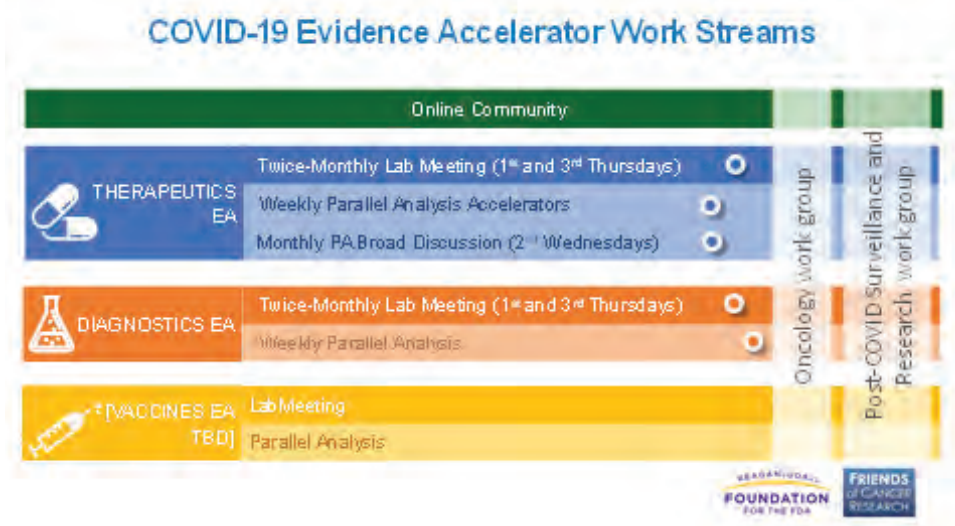 COVID-19 Evidence Accelerator Work Streams
Online Community
THERAPEUTICS
EA
Twice-Monthly Lab Meeting (1st and 3rd Thursdays)
Weekly Parallel Analysis Accelerators
Monthly PA Broad Discussion (2nd Wednesdays)
DIAGNOSTICS EA
Twice-Monthly Lab Meeting (1st and 3rd Thursdays)
Weekly Parallel Analysis
*[VACCINES EA
TBD]
Lab Meeting
Parallel Analysis
Oncology work group
Post-COVID Surveillance and
Research workgroup
REAGAN-UDALL
FOUNDATION
FOR THE FDA
FRIENDS
of CANCER
RESEARCH